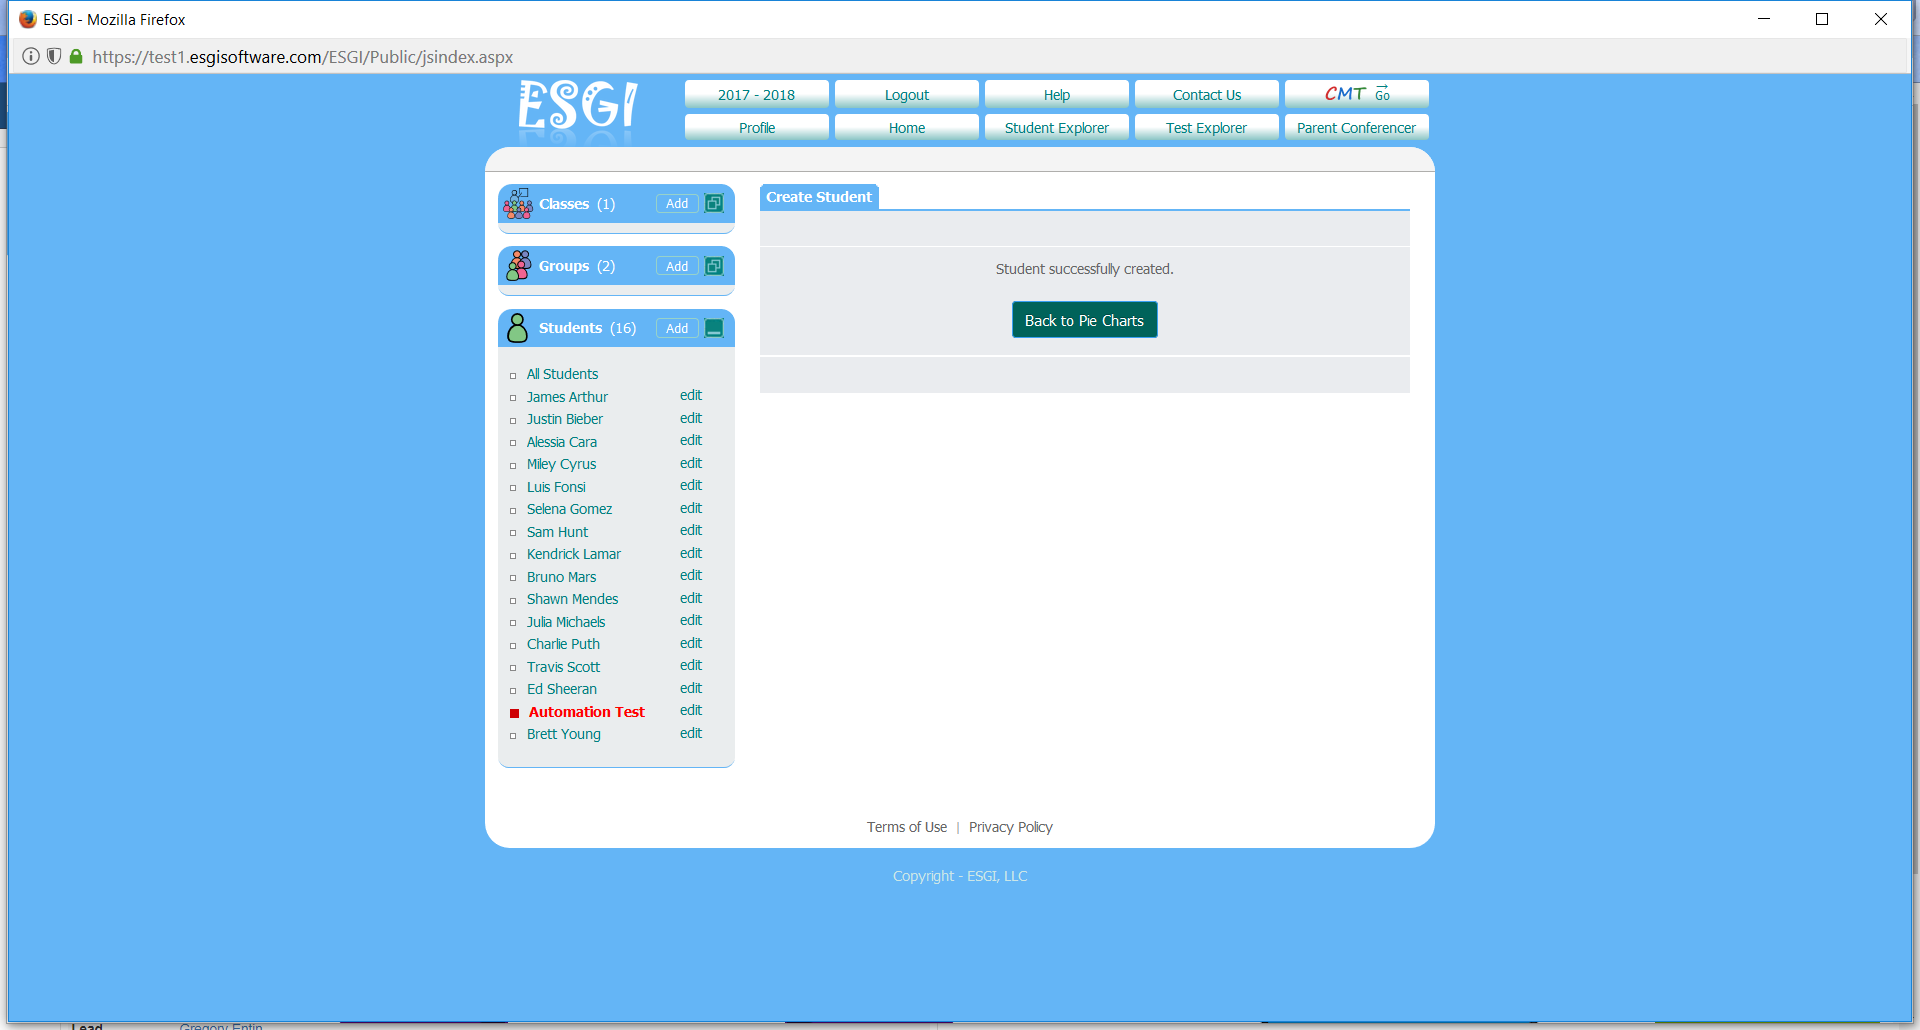 ESGI - Mozilla Firefox
https://test1.esgisoftware.com/ESGI/Public/jsindex.aspx
ESGI
2017 - 2018 Logout Help Contact Us CMT Go
Profile Home Student Explorer Test Explorer Parent Conferencer
Classes (1) Add
Groups (2) Add
Students (16) Add
All Students
James Arthur edit
Justin Bieber edit
Alessia Cara edit
Miley Cyrus edit
Luis Fonsi edit
Selena Gomez edit
Sam Hunt edit
Kendrick Lamar edit
Bruno Mars edit
Shawn Mendes edit
Julia Michaels edit
Charlie Puth edit
Travis Scott edit
Ed Sheeran edit
Automation Test edit
Brett Young edit
Create Student
Student successfully created.
Back to Pie Charts
Terms of Use | Privacy Policy
Copyright - ESGI, LLC
Lead Gregory Entin